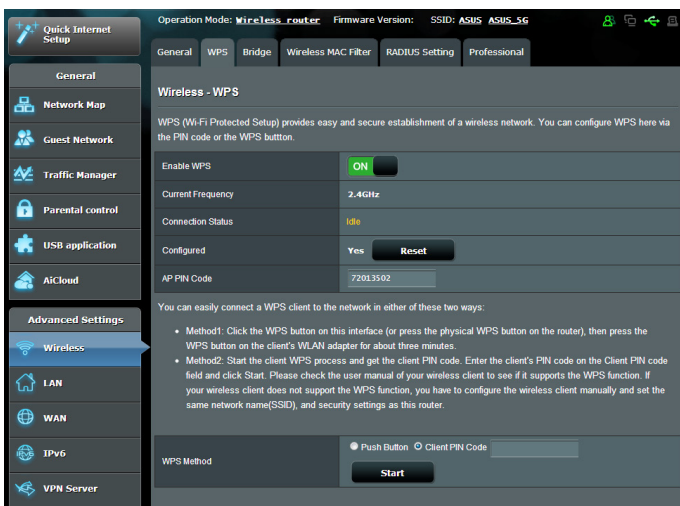 Quick Internet
Setup
Operation Mode: Wireless router Firmware Version: SSID: ASUS ASUS_5G
General WPS Bridge Wireless MAC Filter RADIUS Setting Professional
General
Network Map
Guest Network
Traffic Manager
Parental control
USB application
AiCloud
Advanced Settings
Wireless
LAN
WAN
IPv6
VPN Server
Wireless - WPS
WPS (Wi-Fi Protected Setup) provides easy and secure establishment of a wireless network. You can configure WPS here via
the PIN code or the WPS buttton.
Enable WPS ON
Current Frequency 2.4GHz
Connection Status Idle
Configured Yes Reset
AP PIN Code 72013502
You can easily connect a WPS client to the network in either of these two ways:
• Method1: Click the WPS button on this interface (or press the physical WPS button on the router), then press the
WPS button on the client's WLAN adapter for about three minutes.
• Method2: Start the client WPS process and get the client PIN code. Enter the client's PIN code on the Client PIN code
field and click Start. Please check the user manual of your wireless client to see if it supports the WPS function. If
your wireless client does not support the WPS function, you have to configure the wireless client manually and set the
same network name(SSID), and security settings as this router.
WPS Method Push Button Client PIN Code
Start